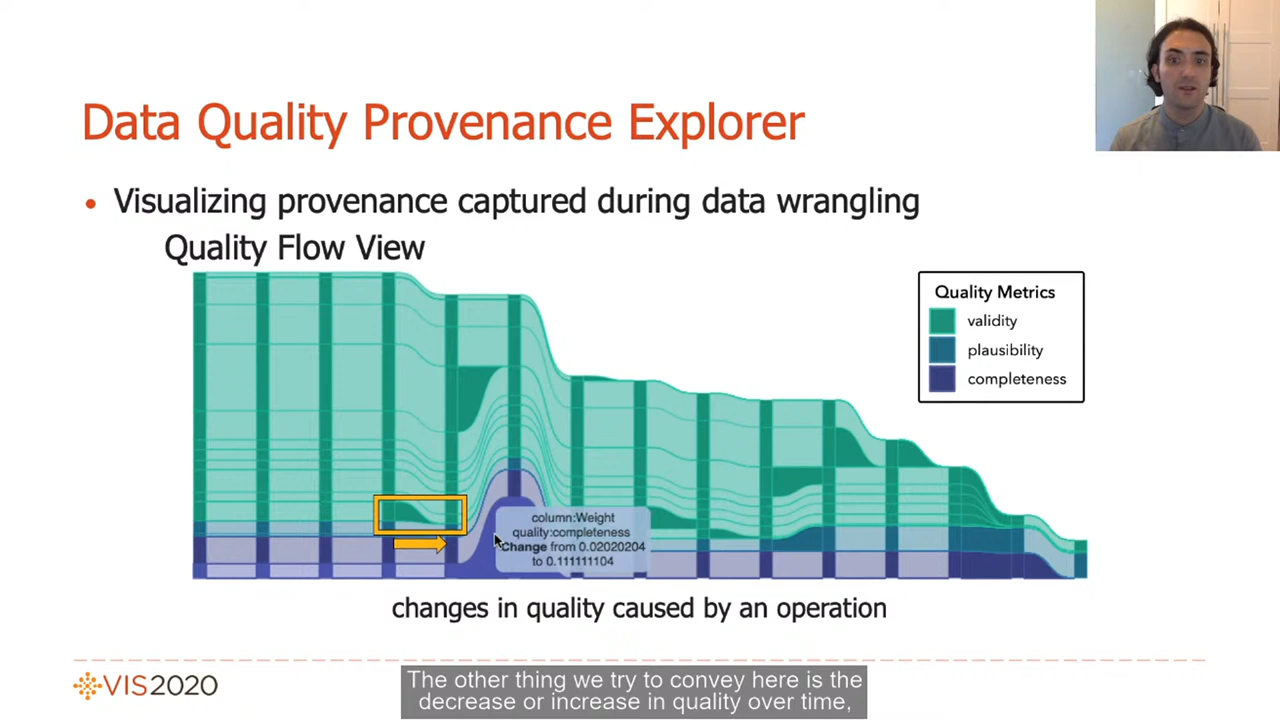 Data Quality Provenance Explorer
• Visualizing provenance captured during data wrangling
Quality Flow View
Quality Metrics
validity
plausibility
completeness
column:Weight
quality:completeness
Change from 0.02020204
to 0.111111104
changes in quality caused by an operation
VIS2020
The other thing we try to convey here is the
decrease or increase in quality over time,